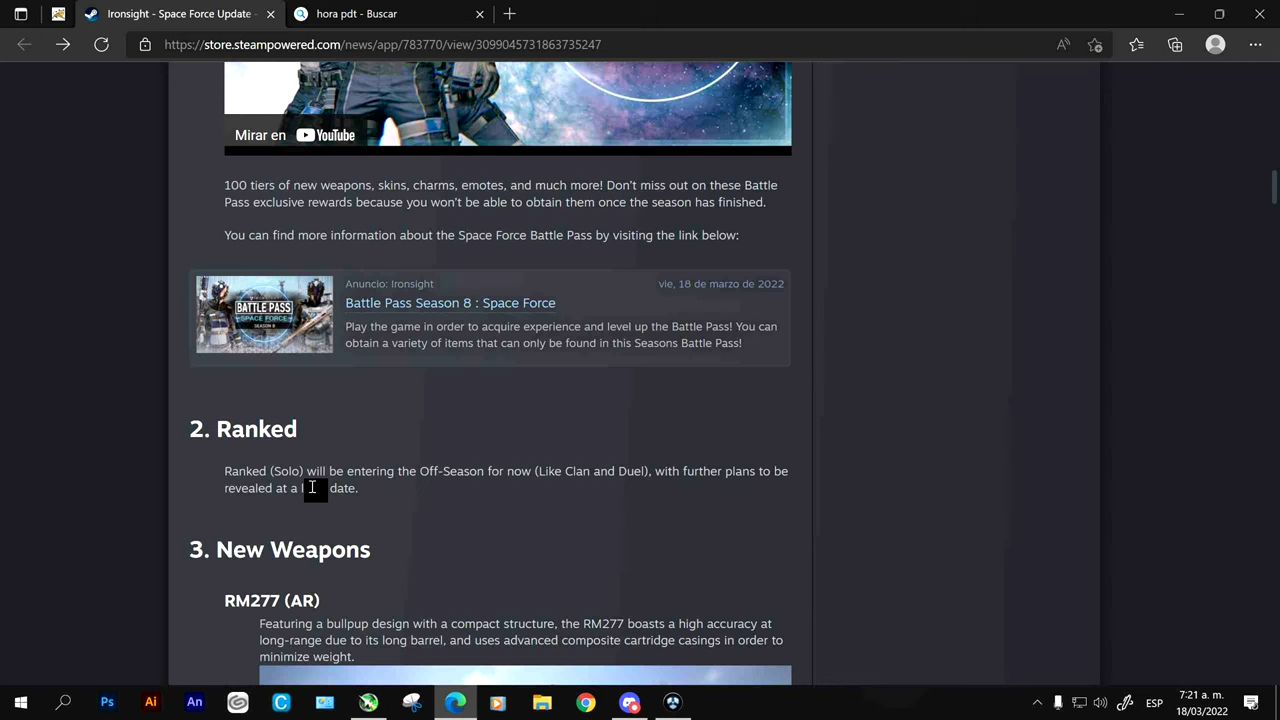 Ironsight - Space Force Update -
hora pdt - Buscar
https://store.steampowered.com/news/app/783770/view/3099045731863735247
Mirar en YouTube
100 tiers of new weapons, skins, charms, emotes, and much more! Don't miss out on these Battle
Pass exclusive rewards because you won't be able to obtain them once the season has finished.
You can find more information about the Space Force Battle Pass by visiting the link below:
BATTLE PASS
SPACE FORCE
SEASON 8
Anuncio: Ironsight
vie, 18 de marzo de 2022
Battle Pass Season 8 : Space Force
Play the game in order to acquire experience and level up the Battle Pass! You can
obtain a variety of items that can only be found in this Seasons Battle Pass!
2. Ranked
Ranked (Solo) will be entering the Off-Season for now (Like Clan and Duel), with further plans to be
revealed at a date.
3. New Weapons
RM277 (AR)
Featuring a bullpup design with a compact structure, the RM277 boasts a high accuracy at
long-range due to its long barrel, and uses advanced composite cartridge casings in order to
minimize weight.
Ps
Ai
An
C
ESP
7:21 a. m.
18/03/2022